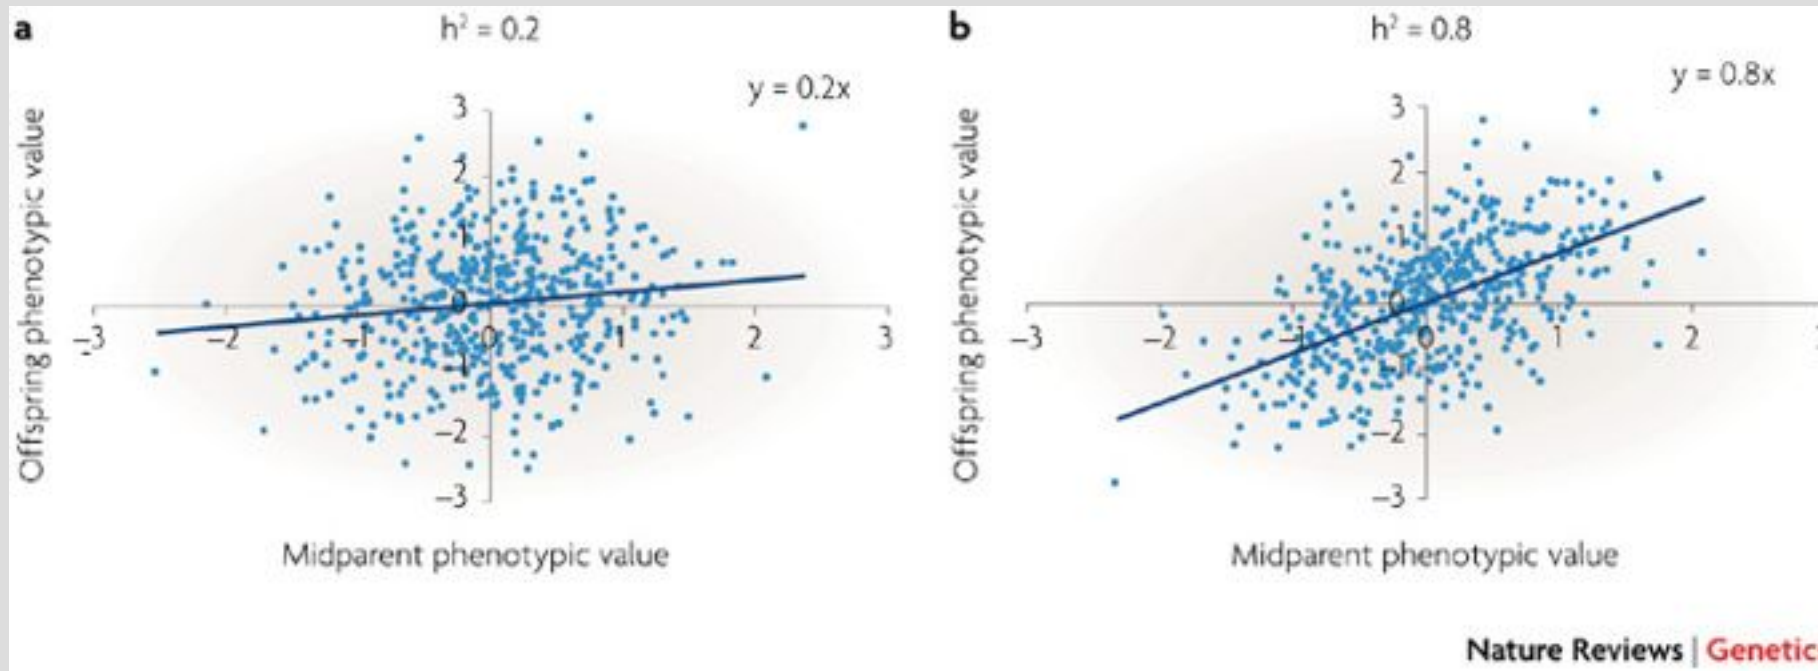 a
h² = 0.2
y = 0.2x
Offspring phenotypic value
3
2
1
0
–1
–2
–3
–3
–2
–1
0
1
2
3
Midparent phenotypic value
b
h² = 0.8
y = 0.8x
Offspring phenotypic value
3
2
1
0
–1
–2
–3
–3
–2
–1
0
1
2
Midparent phenotypic value
Nature Reviews | Genetic